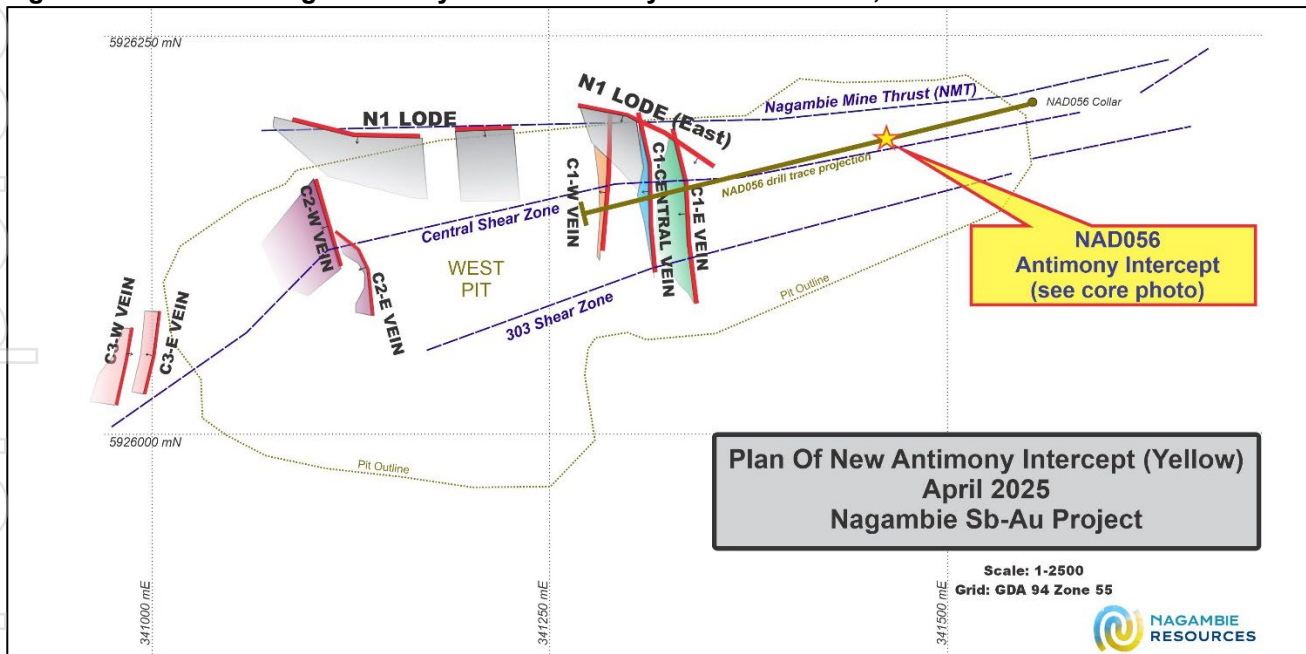 5926250 mN
Nagambie Mine Thrust (NMT)
NAD056 Collar
N1 LODE
N1 LODE (East)
NAD056 drill trace projection
C1-W VEIN
C1-CENTRAL VEIN
C1-E VEIN
C2-W VEIN
C2-E VEIN
Central Shear Zone
WEST
PIT
303 Shear Zone
Pit Outline
NAD056
Antimony Intercept
(see core photo)
C3-W VEIN
C3-E VEIN
5926000 mN
Pit Outline
Plan Of New Antimony Intercept (Yellow)
April 2025
Nagambie Sb-Au Project
Scale: 1-2500
Grid: GDA 94 Zone 55
341000 mE
341250 mE
341500 mE
NAGAMBIE
RESOURCES